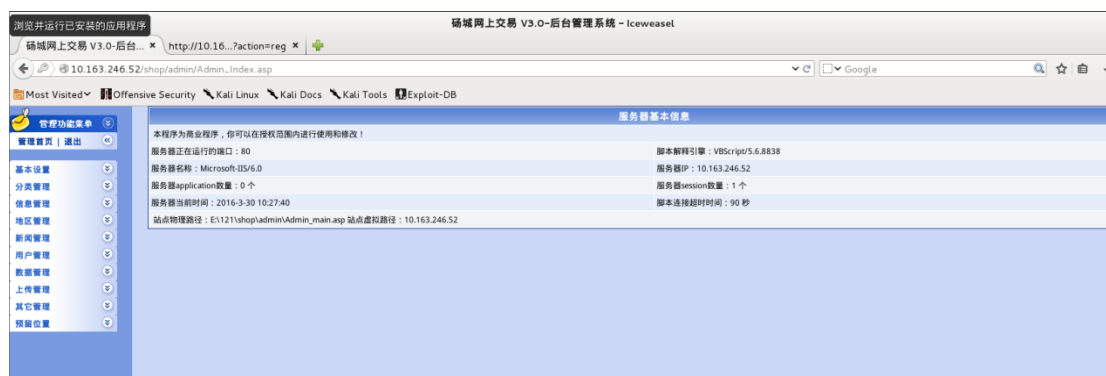 浏览并运行已安装的应用程序
砀城网上交易 V3.0-后台管理系统 - Iceweasel
砀城网上交易 V3.0-后台... ×
http://10.16...?action=reg ×
10.163.246.52/shop/admin/Admin_Index.asp
Google
Most Visited
Offensive Security
Kali Linux
Kali Docs
Kali Tools
Exploit-DB
管理功能菜单
管理首页 | 退出
基本设置
分类管理
信息管理
地区管理
新闻管理
用户管理
数据管理
上传管理
其它管理
预留位置
服务器基本信息
本程序为商业程序，你可以在授权范围内进行使用和修改！
服务器正在运行的端口：80
脚本解释引擎：VBScript/5.6.8838
服务器名称：Microsoft-IIS/6.0
服务器IP：10.163.246.52
服务器application数量：0 个
服务器session数量：1 个
服务器当前时间：2016-3-30 10:27:40
脚本连接超时时间：90 秒
站点物理路径：E:\121\shop\admin\Admin_main.asp 站点虚拟路径：10.163.246.52